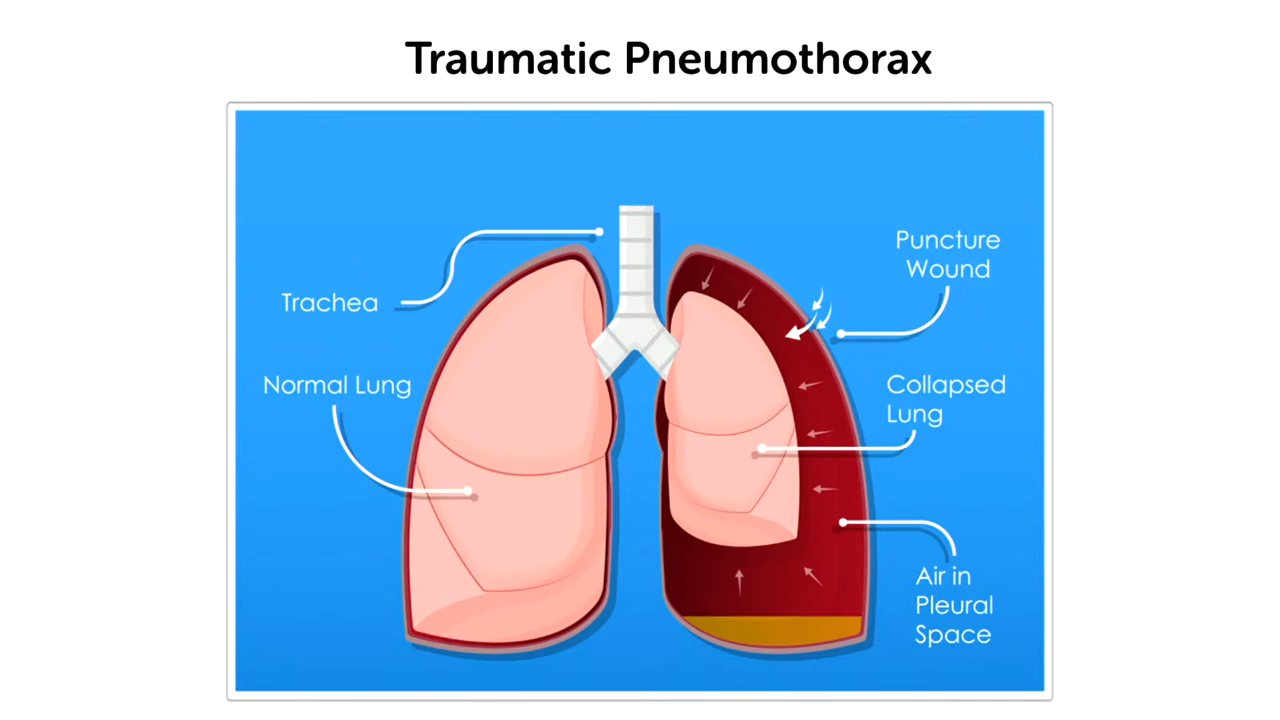 Traumatic Pneumothorax
Puncture
Wound
Trachea
Normal Lung
Collapsed
Lung
Air in
Pleural
Space